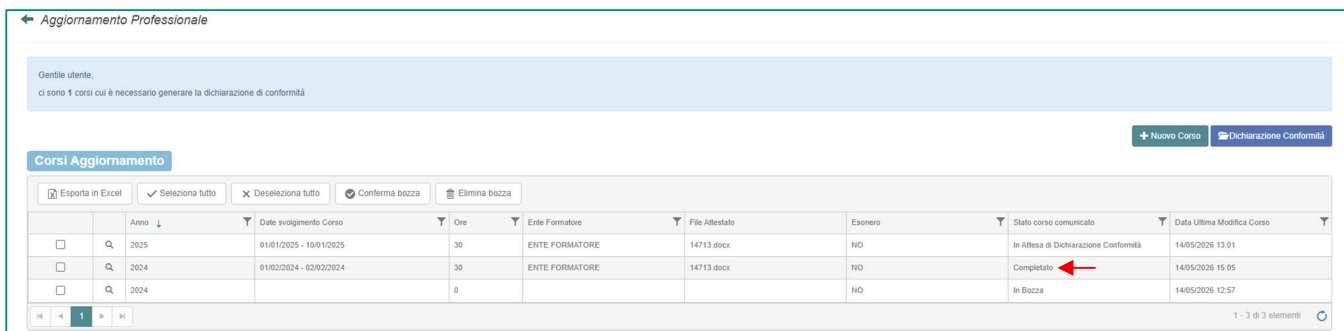 Aggiornamento Professionale
Gentile utente,
ci sono 1 corsi cui è necessario generare la dichiarazione di conformità
+ Nuovo Corso Dichiarazione Conformità
Corsi Aggiornamento
Esporta in Excel Seleziona tutto Deseleziona tutto Conferma bozza Elimina bozza
Anno ↓ Date svolgimento Corso Ore Ente Formatore File Attestato Esonero Stato corso comunicato Data Ultima Modifica Corso
2025 01/01/2025 - 10/01/2025 30 ENTE FORMATORE 14713.docx NO In Attesa di Dichiarazione Conformità 14/05/2026 13:01
2024 01/02/2024 - 02/02/2024 30 ENTE FORMATORE 14713.docx NO Completato 14/05/2026 15:05
2024 0 NO In Bozza 14/05/2026 12:57
1 1 - 3 di 3 elementi